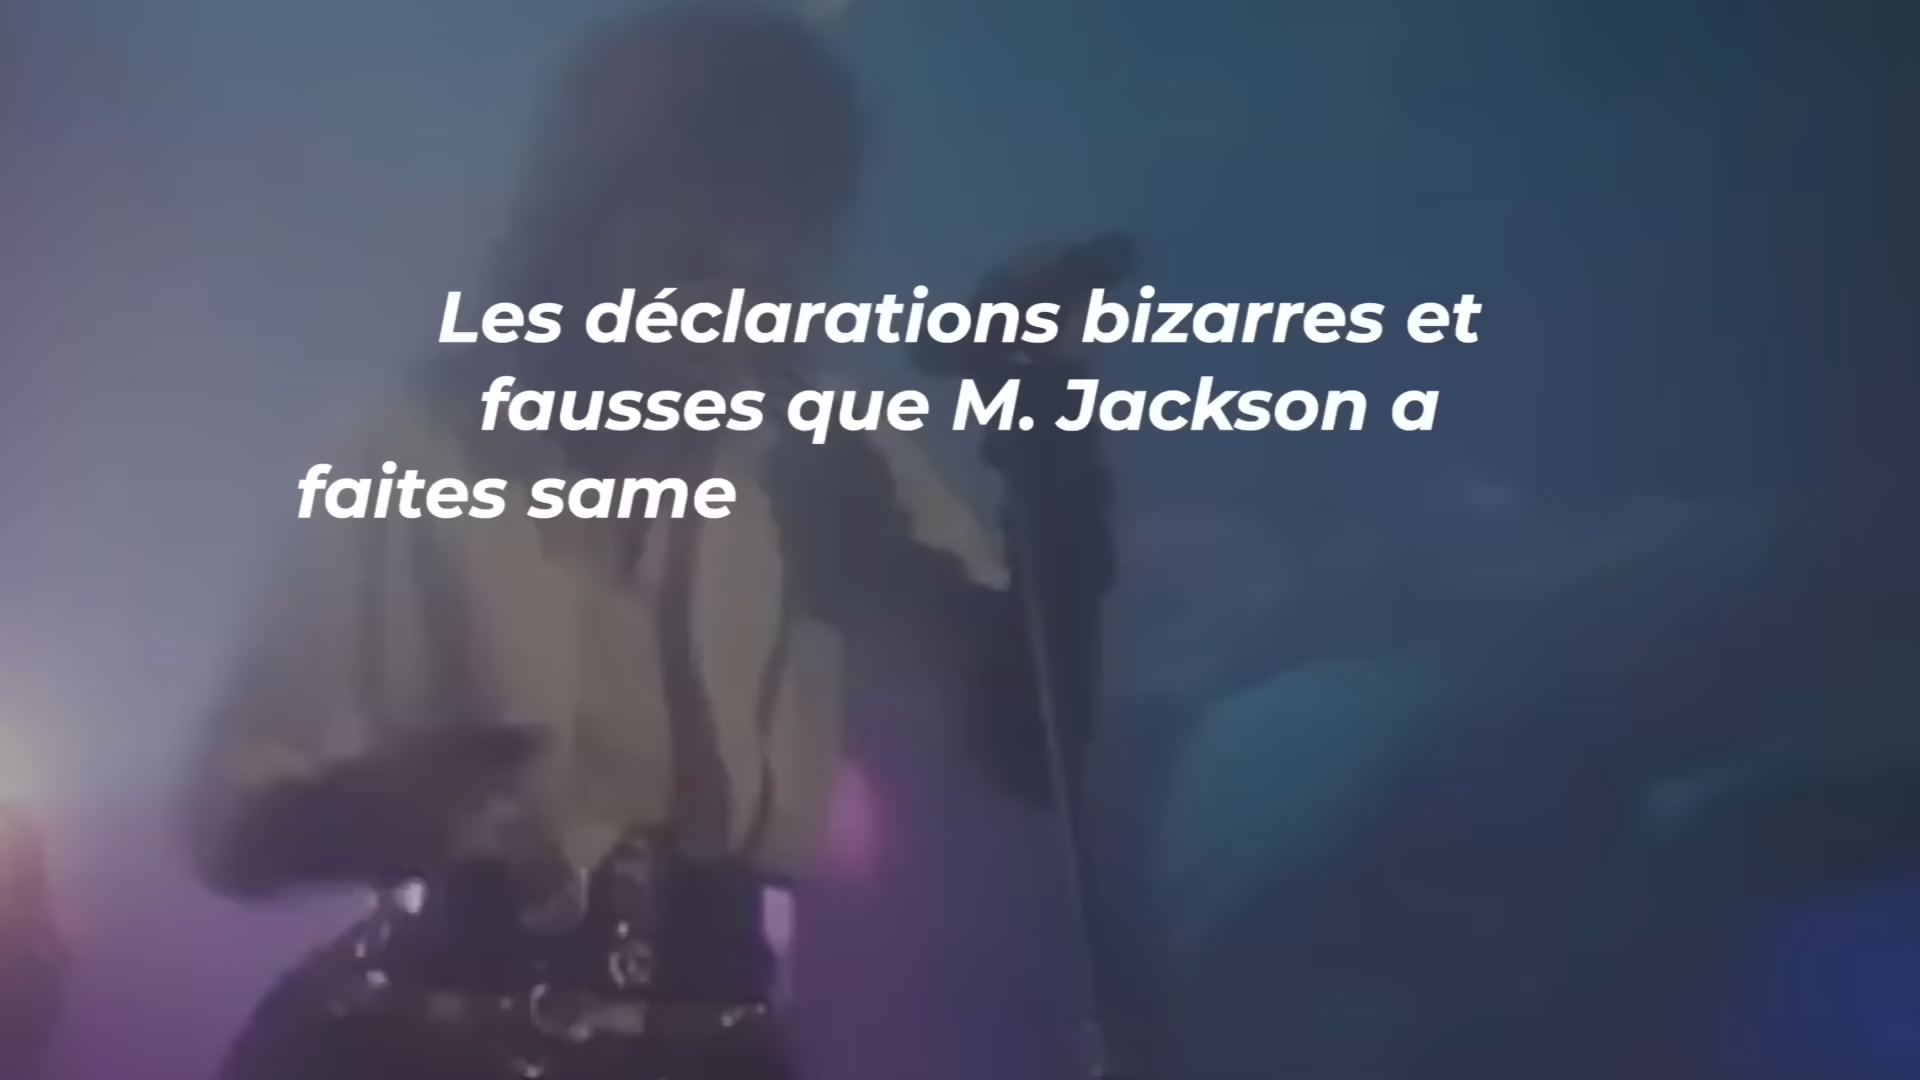 Les déclarations bizarres et
fausses que M. Jackson a
faites same